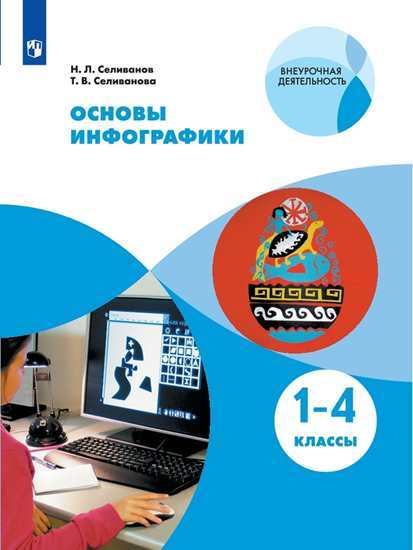 Н. Л. Селиванов
Т. В. Селиванова
ОСНОВЫ
ИНФОГРАФИКИ
ВНЕУРОЧНАЯ
ДЕЯТЕЛЬНОСТЬ
1–4
КЛАССЫ